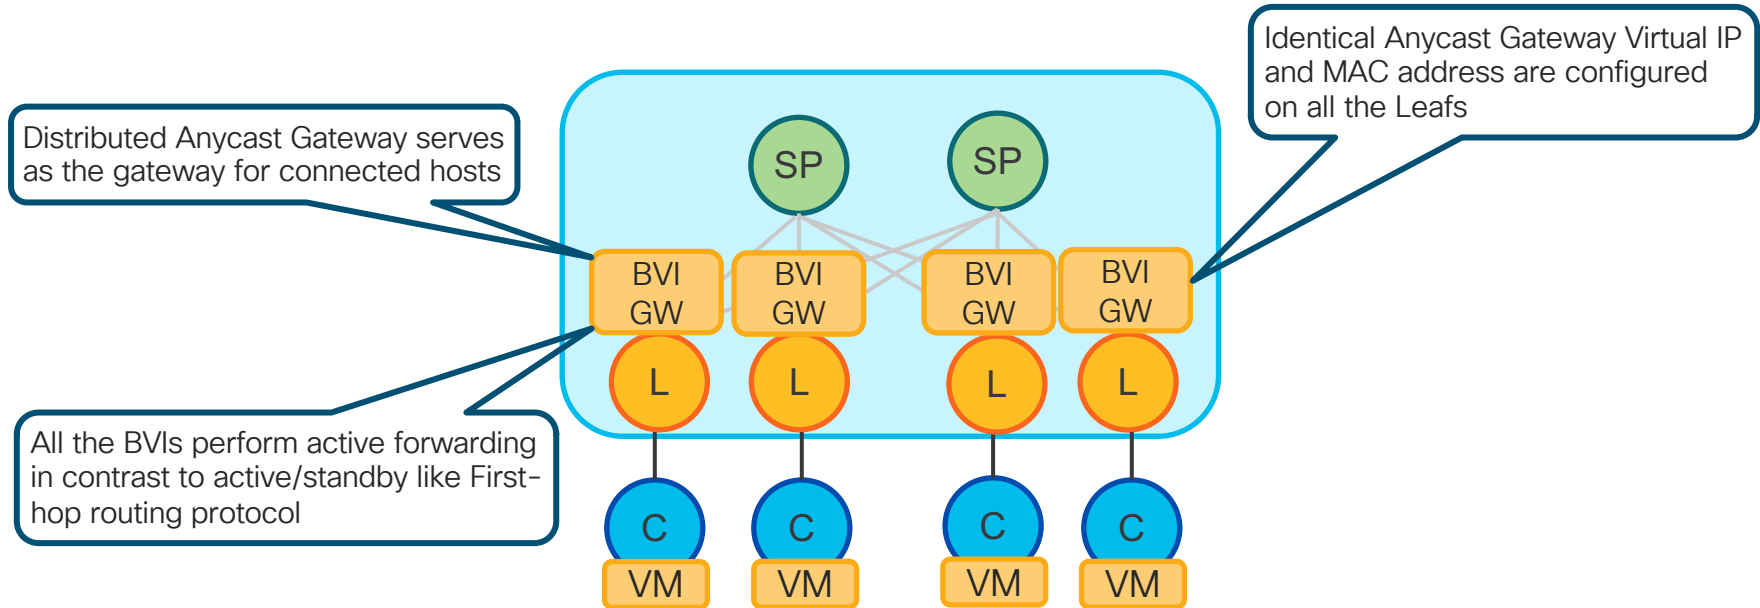 Identical Anycast Gateway Virtual IP
and MAC address are configured
on all the Leafs
Distributed Anycast Gateway serves
as the gateway for connected hosts
SP
SP
BVI
GW
BVI
GW
BVI
GW
BVI
GW
L
L
L
L
All the BVIs perform active forwarding
in contrast to active/standby like First-
hop routing protocol
C
C
C
C
VM
VM
VM
VM